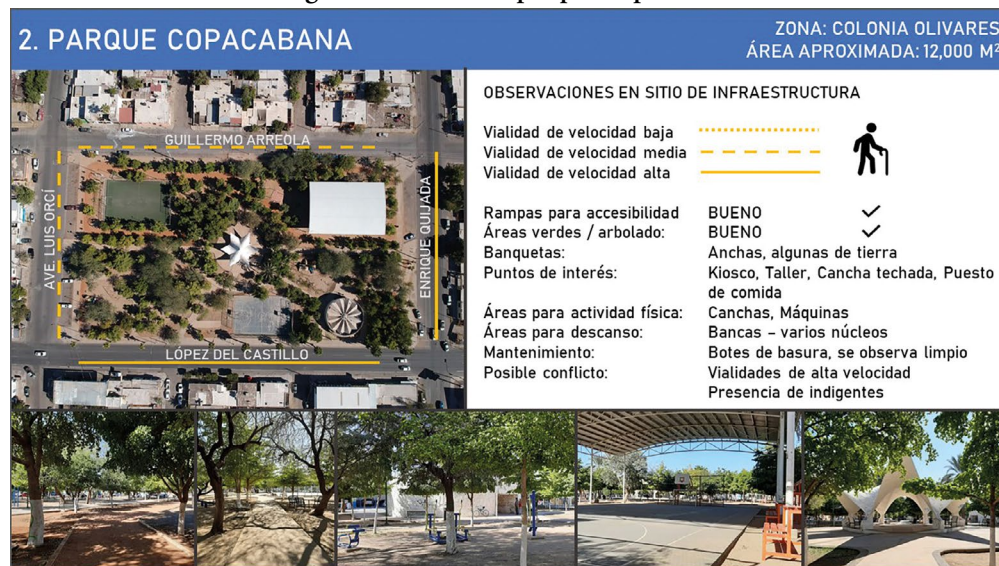 2. PARQUE COPACABANA
ZONA: COLONIA OLIVARES
ÁREA APROXIMADA: 12,000 M²
GUILLERMO ARREOLA
AVE. LUIS ORCÍ
ENRIQUE QUIJADA
LÓPEZ DEL CASTILLO
OBSERVACIONES EN SITIO DE INFRAESTRUCTURA
Vialidad de velocidad baja
Vialidad de velocidad media
Vialidad de velocidad alta
Rampas para accesibilidad BUENO ✓
Áreas verdes / arbolado: BUENO ✓
Banquetas: Anchas, algunas de tierra
Puntos de interés: Kiosco, Taller, Cancha techada, Puesto
de comida
Áreas para actividad física: Canchas, Máquinas
Áreas para descanso: Bancas – varios núcleos
Mantenimiento: Botes de basura, se observa limpio
Posible conflicto: Vialidades de alta velocidad
Presencia de indigentes